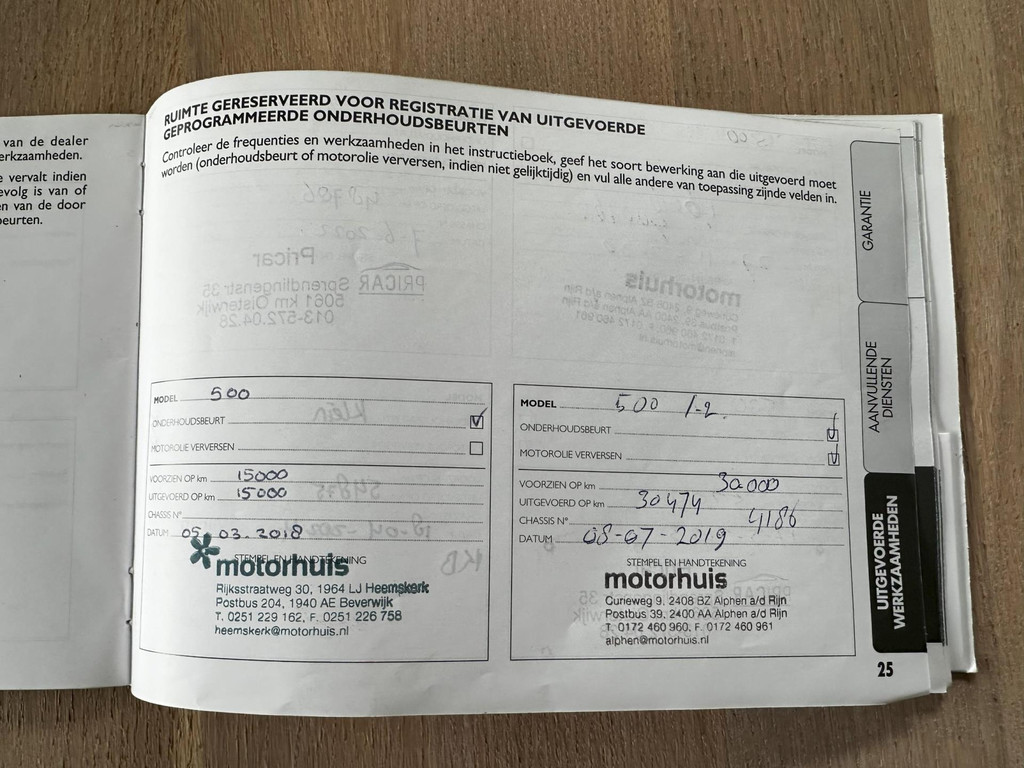 van de dealer
erkzaamheden.
e vervalt indien
evolg is van of
n van de door
beurten.
RUIMTE GERESERVEERD VOOR REGISTRATIE VAN UITGEVOERDE
GEPROGRAMMEERDE ONDERHOUDSBEURTEN
Controleer de frequenties en werkzaamheden in het instructieboek, geef het soort bewerking aan die uitgevoerd moet
worden (onderhoudsbeurt of motorolie verversen, indien niet gelijktijdig) en vul alle andere van toepassing zijnde velden in.
MODEL 500
ONDERHOUDSBEURT
MOTOROLIE VERVERSEN
VOORZIEN OP km 15000
UITGEVOERD OP km 15000
CHASSIS N°
DATUM 05.03.2018
STEMPEL EN HANDTEKENING
motorhuis
Rijksstraatweg 30, 1964 LJ Heemskerk
Postbus 204, 1940 AE Beverwijk
T. 0251 229 162, F. 0251 226 758
heemskerk@motorhuis.nl
MODEL 500 1-2.
ONDERHOUDSBEURT
MOTOROLIE VERVERSEN
VOORZIEN OP km 30.000
UITGEVOERD OP km 30474
CHASSIS N° 4186
DATUM 08-07-2019
STEMPEL EN HANDTEKENING
motorhuis
Curieweg 9, 2408 BZ Alphen a/d Rijn
Postbus 39, 2400 AA Alphen a/d Rijn
T. 0172 460 960, F. 0172 460 961
alphen@motorhuis.nl
GARANTIE
AANVULLENDE
DIENSTEN
UITGEVOERDE
WERKZAAMHEDEN
25